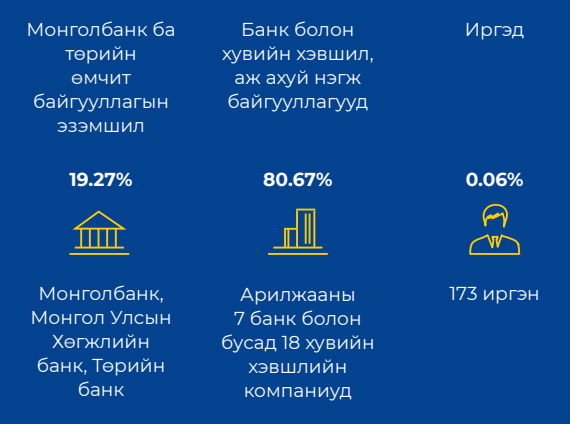 Монголбанк ба
төрийн
өмчит
байгууллагын
эзэмшил
Банк болон
хувийн хэвшил,
аж ахуй нэгж
байгууллагууд
Иргэд
19.27%
80.67%
0.06%
Монголбанк,
Монгол Улсын
Хөгжлийн
банк, Төрийн
банк
Арилжааны
7 банк болон
бусад 18 хувийн
хэвшлийн
компаниуд
173 иргэн